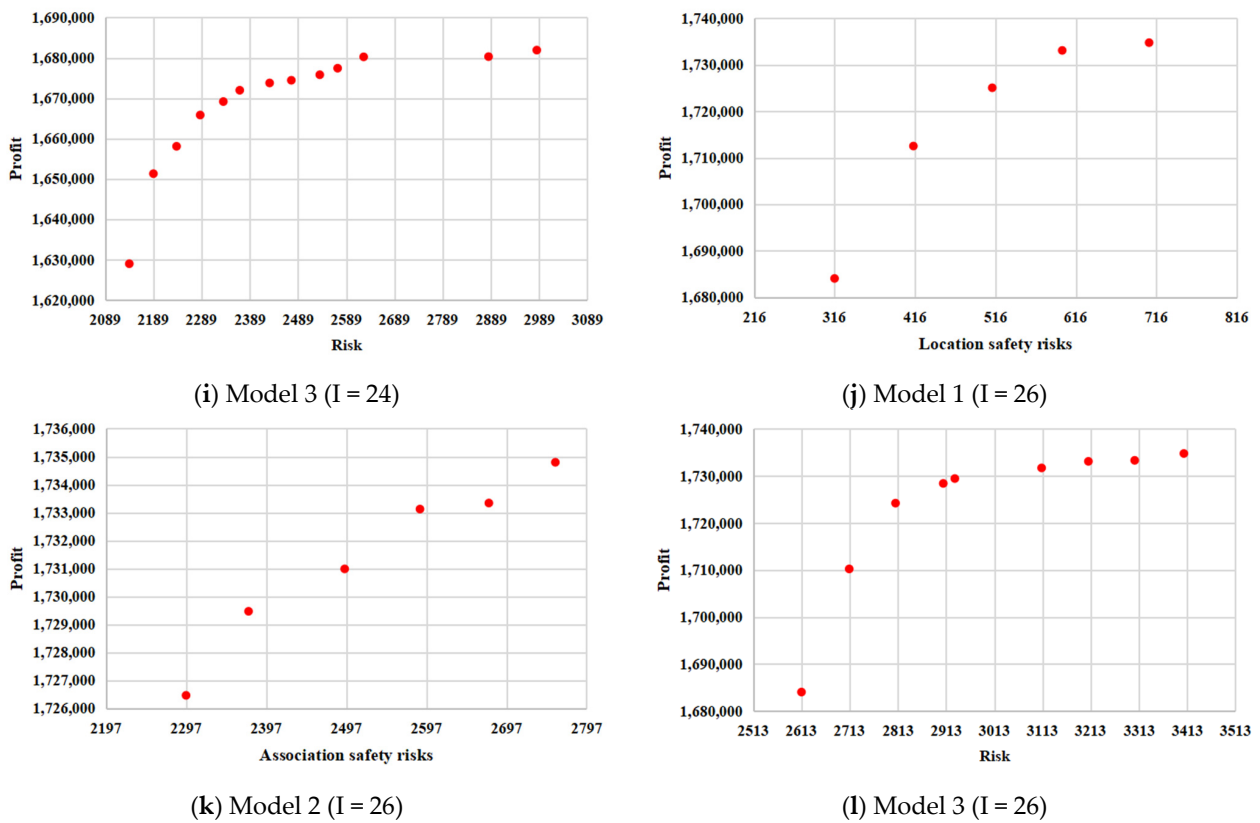 1,690,000
1,680,000
1,670,000
1,660,000
1,650,000
1,640,000
1,630,000
1,620,000
Profit
2089 2189 2289 2389 2489 2589 2689 2789 2889 2989 3089
Risk
(i) Model 3 (I = 24)
1,740,000
1,730,000
1,720,000
1,710,000
1,700,000
1,690,000
1,680,000
Profit
216 316 416 516 616 716 816
Location safety risks
(j) Model 1 (I = 26)
1,736,000
1,735,000
1,734,000
1,733,000
1,732,000
1,731,000
1,730,000
1,729,000
1,728,000
1,727,000
1,726,000
Profit
2197 2297 2397 2497 2597 2697 2797
Association safety risks
(k) Model 2 (I = 26)
1,740,000
1,730,000
1,720,000
1,710,000
1,700,000
1,690,000
1,680,000
Profit
2513 2613 2713 2813 2913 3013 3113 3213 3313 3413 3513
Risk
(l) Model 3 (I = 26)